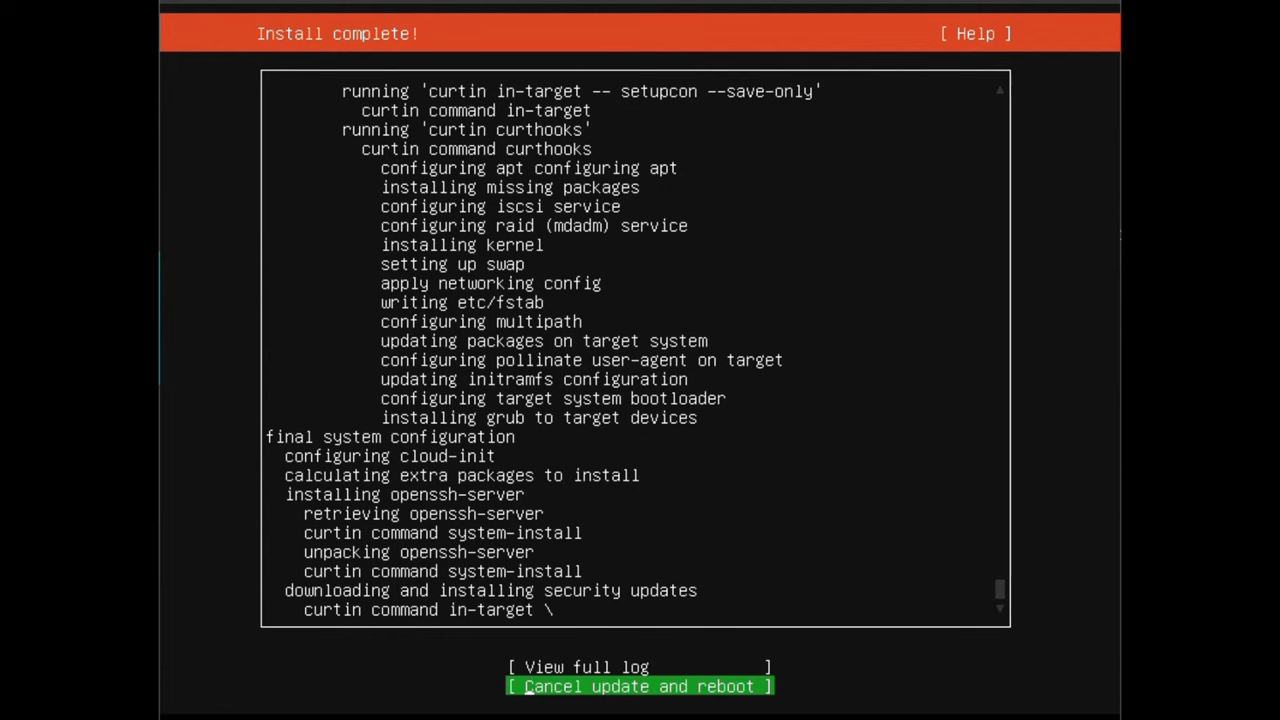 Install complete!
[ Help ]
running 'curtin in-target -- setupcon --save-only'
curtin command in-target
running 'curtin curthooks'
curtin command curthooks
configuring apt configuring apt
installing missing packages
configuring iscsi service
configuring raid (mdadm) service
installing kernel
setting up swap
apply networking config
writing etc/fstab
configuring multipath
updating packages on target system
configuring pollinate user-agent on target
updating initramfs configuration
configuring target system bootloader
installing grub to target devices
final system configuration
configuring cloud-init
calculating extra packages to install
installing openssh-server
retrieving openssh-server
curtin command system-install
unpacking openssh-server
curtin command system-install
downloading and installing security updates
curtin command in-target \
[ View full log ]
[ Cancel update and reboot ]